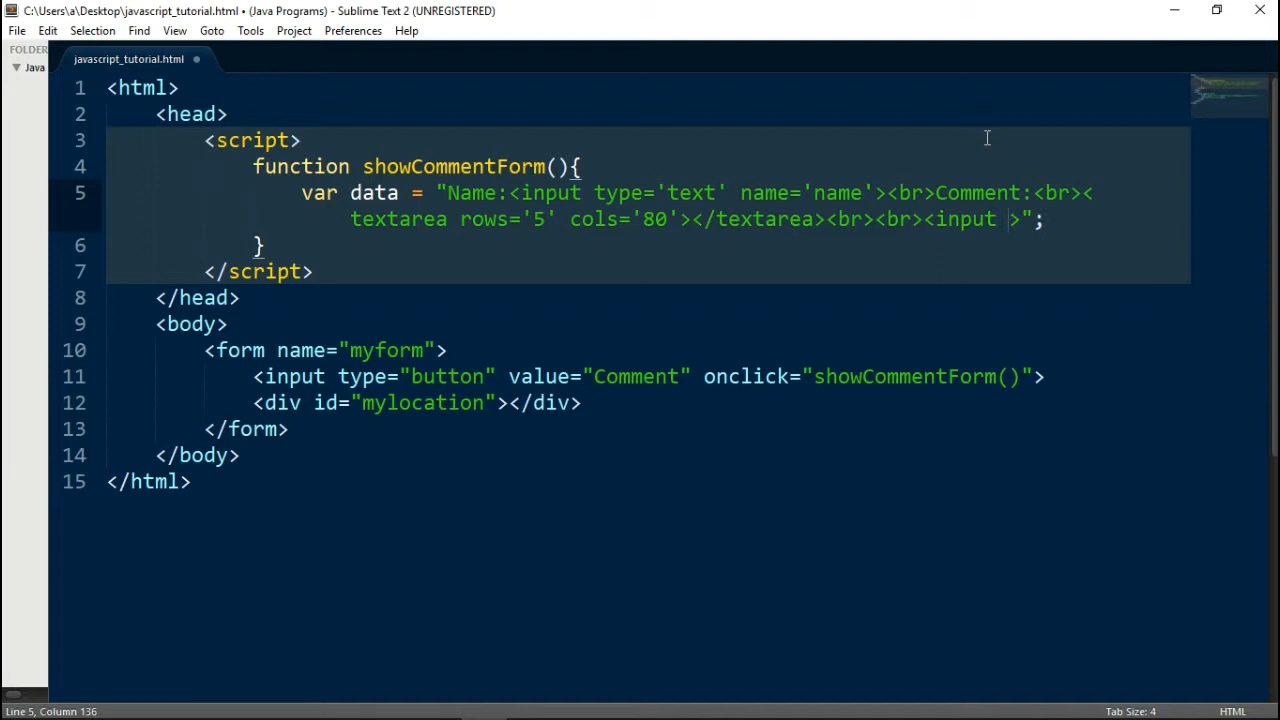 C:\Users\a\Desktop\javascript_tutorial.html • (Java Programs) - Sublime Text 2 (UNREGISTERED)
File Edit Selection Find View Goto Tools Project Preferences Help
FOLDER
Java
javascript_tutorial.html
1 <html>
2 <head>
3 <script>
4 function showCommentForm(){
5 var data = "Name:<input type='text' name='name'><br>Comment:<br><
textarea rows='5' cols='80'></textarea><br><br><input >";
6 }
7 </script>
8 </head>
9 <body>
10 <form name="myform">
11 <input type="button" value="Comment" onclick="showCommentForm()">
12 <div id="mylocation"></div>
13 </form>
14 </body>
15 </html>
Line 5, Column 136
Tab Size: 4
HTML